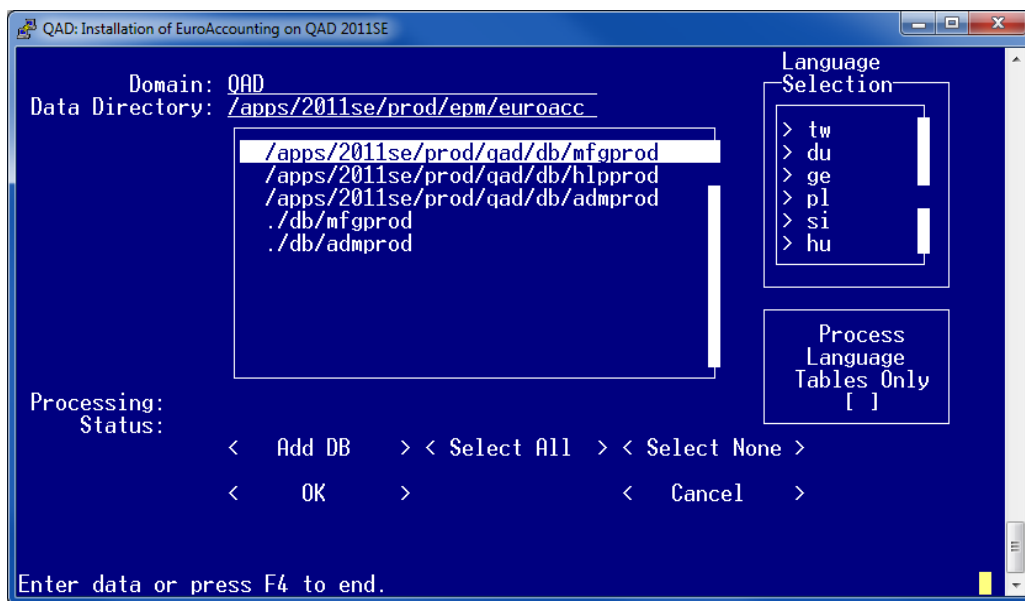 QAD: Installation of EuroAccounting on QAD 2011SE
Domain: QAD
Data Directory: /apps/2011se/prod/epm/euroacc
/apps/2011se/prod/qad/db/mfgprod
/apps/2011se/prod/qad/db/hlpprod
/apps/2011se/prod/qad/db/admprod
./db/mfgprod
./db/admprod
Language
Selection
> tw
> du
> ge
> pl
> si
> hu
Process
Language
Tables Only
[ ]
Processing:
Status:
< Add DB > < Select All > < Select None >
< OK > < Cancel >
Enter data or press F4 to end.